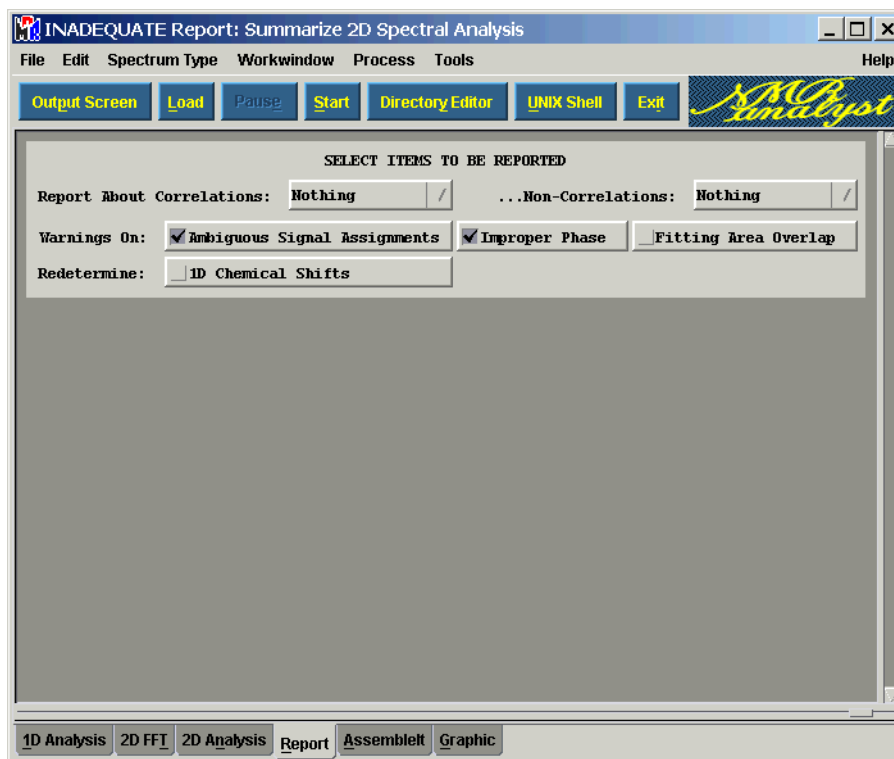 INADEQUATE Report: Summarize 2D Spectral Analysis
File Edit Spectrum Type Workwindow Process Tools Help
Output Screen Load Pause Start Directory Editor UNIX Shell Exit NMR analyst
SELECT ITEMS TO BE REPORTED
Report About Correlations: Nothing ...Non-Correlations: Nothing
Warnings On: Ambiguous Signal Assignments Improper Phase Fitting Area Overlap
Redetermine: 1D Chemical Shifts
1D Analysis 2D FFT 2D Analysis Report AssembleIt Graphic